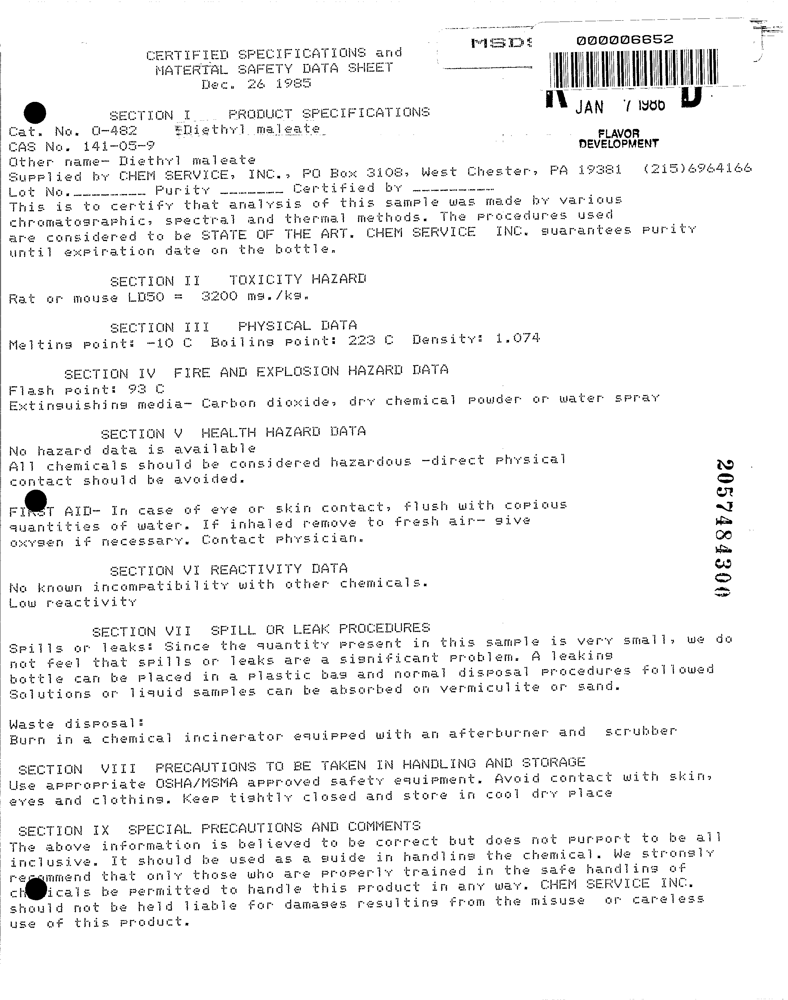 MSDS
000006652
CERTIFIED SPECIFICATIONS and
MATERIAL SAFETY DATA SHEET
Dec. 26 1985
JAN 7 1986
FLAVOR
DEVELOPMENT
SECTION I PRODUCT SPECIFICATIONS
Cat. No. O-482 Diethyl maleate
CAS No. 141-05-9
Other name- Diethyl maleate
Supplied by CHEM SERVICE, INC., PO Box 3108, West Chester, PA 19381 (215)6964166
Lot No._________ Purity _______ Certified by _________
This is to certify that analysis of this sample was made by various
chromatographic, spectral and thermal methods. The procedures used
are considered to be STATE OF THE ART. CHEM SERVICE INC. guarantees purity
until expiration date on the bottle.
SECTION II TOXICITY HAZARD
Rat or mouse LD50 = 3200 mg./kg.
SECTION III PHYSICAL DATA
Melting point: -10 C Boiling point: 223 C Density: 1.074
SECTION IV FIRE AND EXPLOSION HAZARD DATA
Flash point: 93 C
Extinguishing media- Carbon dioxide, dry chemical powder or water spray
SECTION V HEALTH HAZARD DATA
No hazard data is available
All chemicals should be considered hazardous -direct physical
contact should be avoided.
FIRST AID- In case of eye or skin contact, flush with copious
quantities of water. If inhaled remove to fresh air- give
oxygen if necessary. Contact physician.
SECTION VI REACTIVITY DATA
No known incompatibility with other chemicals.
Low reactivity
SECTION VII SPILL OR LEAK PROCEDURES
Spills or leaks: Since the quantity present in this sample is very small, we do
not feel that spills or leaks are a significant problem. A leaking
bottle can be placed in a plastic bag and normal disposal procedures followed
Solutions or liquid samples can be absorbed on vermiculite or sand.
Waste disposal:
Burn in a chemical incinerator equipped with an afterburner and scrubber
SECTION VIII PRECAUTIONS TO BE TAKEN IN HANDLING AND STORAGE
Use appropriate OSHA/MSMA approved safety equipment. Avoid contact with skin,
eyes and clothing. Keep tightly closed and store in cool dry place
SECTION IX SPECIAL PRECAUTIONS AND COMMENTS
The above information is believed to be correct but does not purport to be all
inclusive. It should be used as a guide in handling the chemical. We strongly
recommend that only those who are properly trained in the safe handling of
chemicals be permitted to handle this product in any way. CHEM SERVICE INC.
should not be held liable for damages resulting from the misuse or careless
use of this product.
2057484300